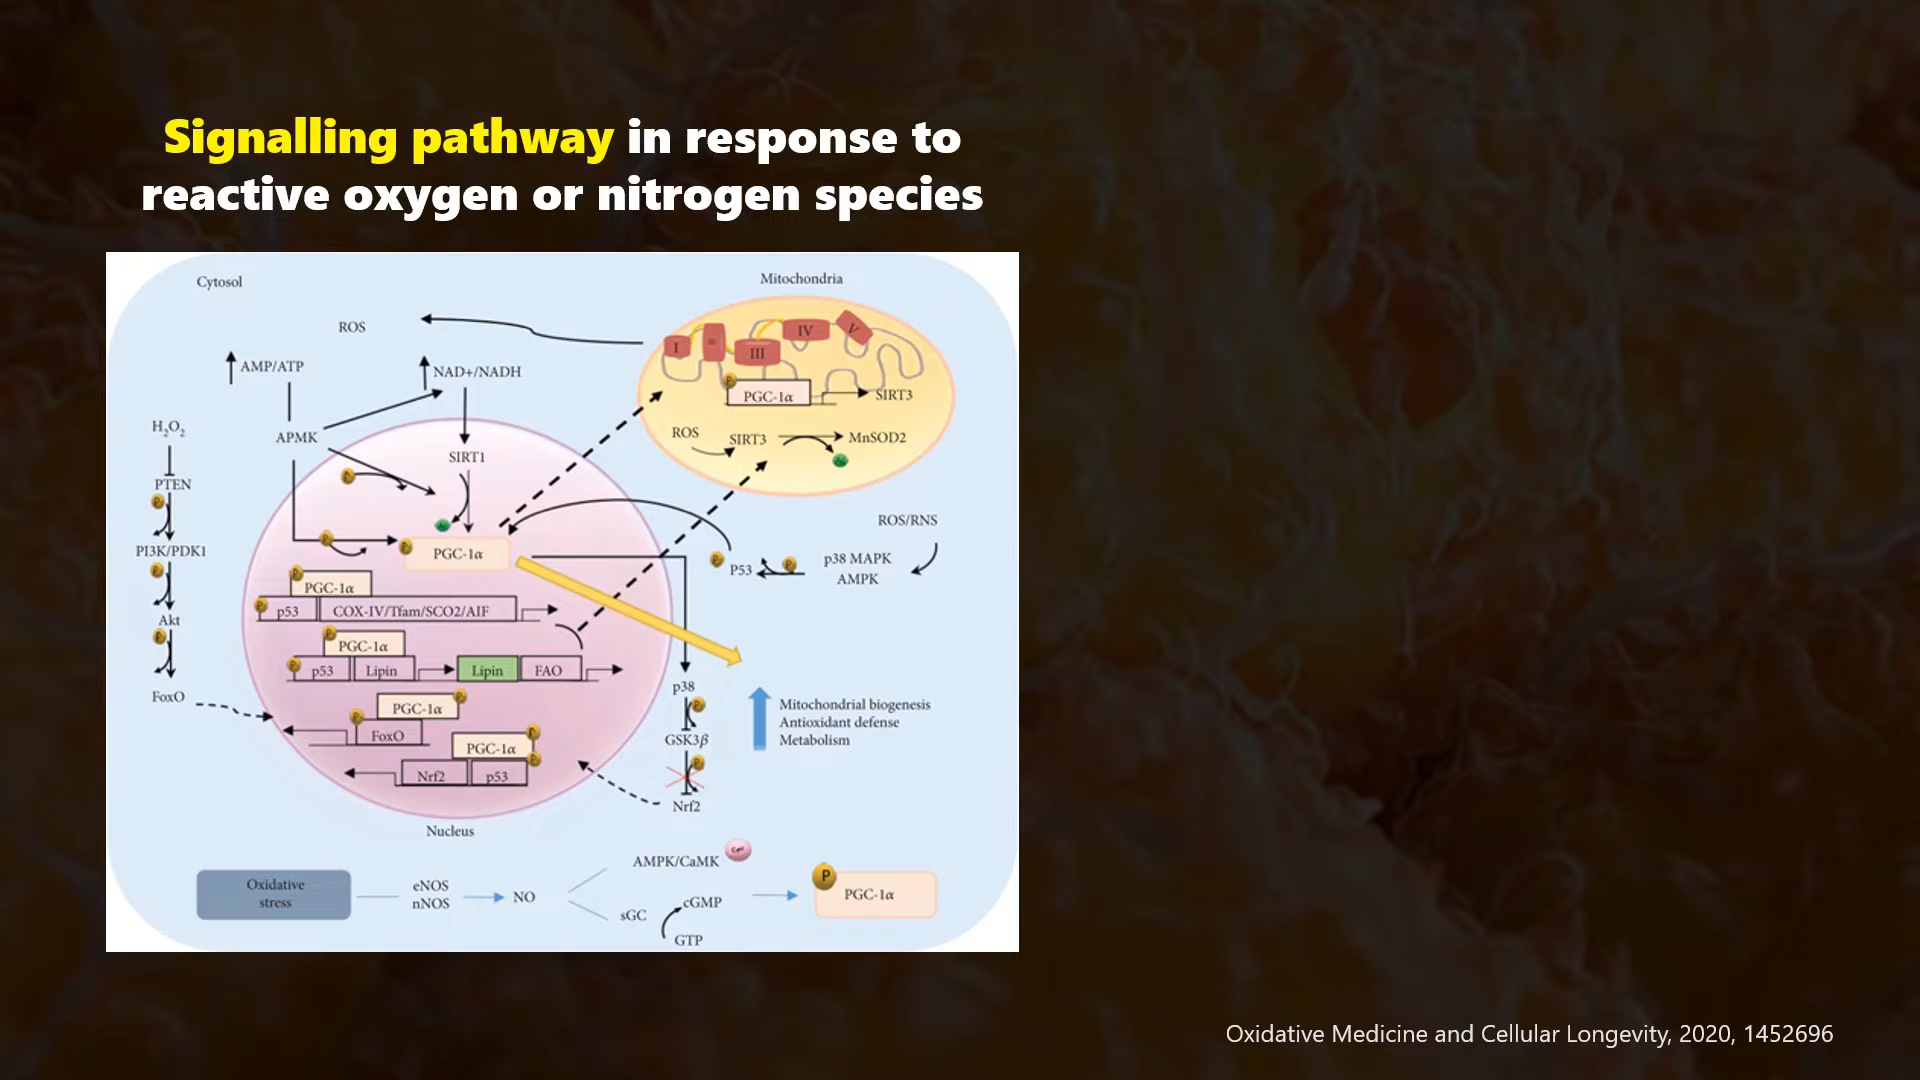 Signalling pathway in response to
reactive oxygen or nitrogen species
Cytosol
Mitochondria
ROS
I
III
IV
V
AMP/ATP
NAD+/NADH
PGC-1α
SIRT3
H₂O₂
APMK
ROS
SIRT3
MnSOD2
SIRT1
PTEN
ROS/RNS
PI3K/PDK1
PGC-1α
P53
p38 MAPK
AMPK
PGC-1α
p53
COX-IV/Tfam/SCO2/AIF
Akt
PGC-1α
p53
Lipin
Lipin
FAO
FoxO
p38
PGC-1α
FoxO
Mitochondrial biogenesis
Antioxidant defense
Metabolism
GSK3β
PGC-1α
Nrf2
p53
Nrf2
Nucleus
AMPK/CaMK
Oxidative
stress
eNOS
nNOS
NO
cGMP
sGC
GTP
P
PGC-1α
Oxidative Medicine and Cellular Longevity, 2020, 1452696